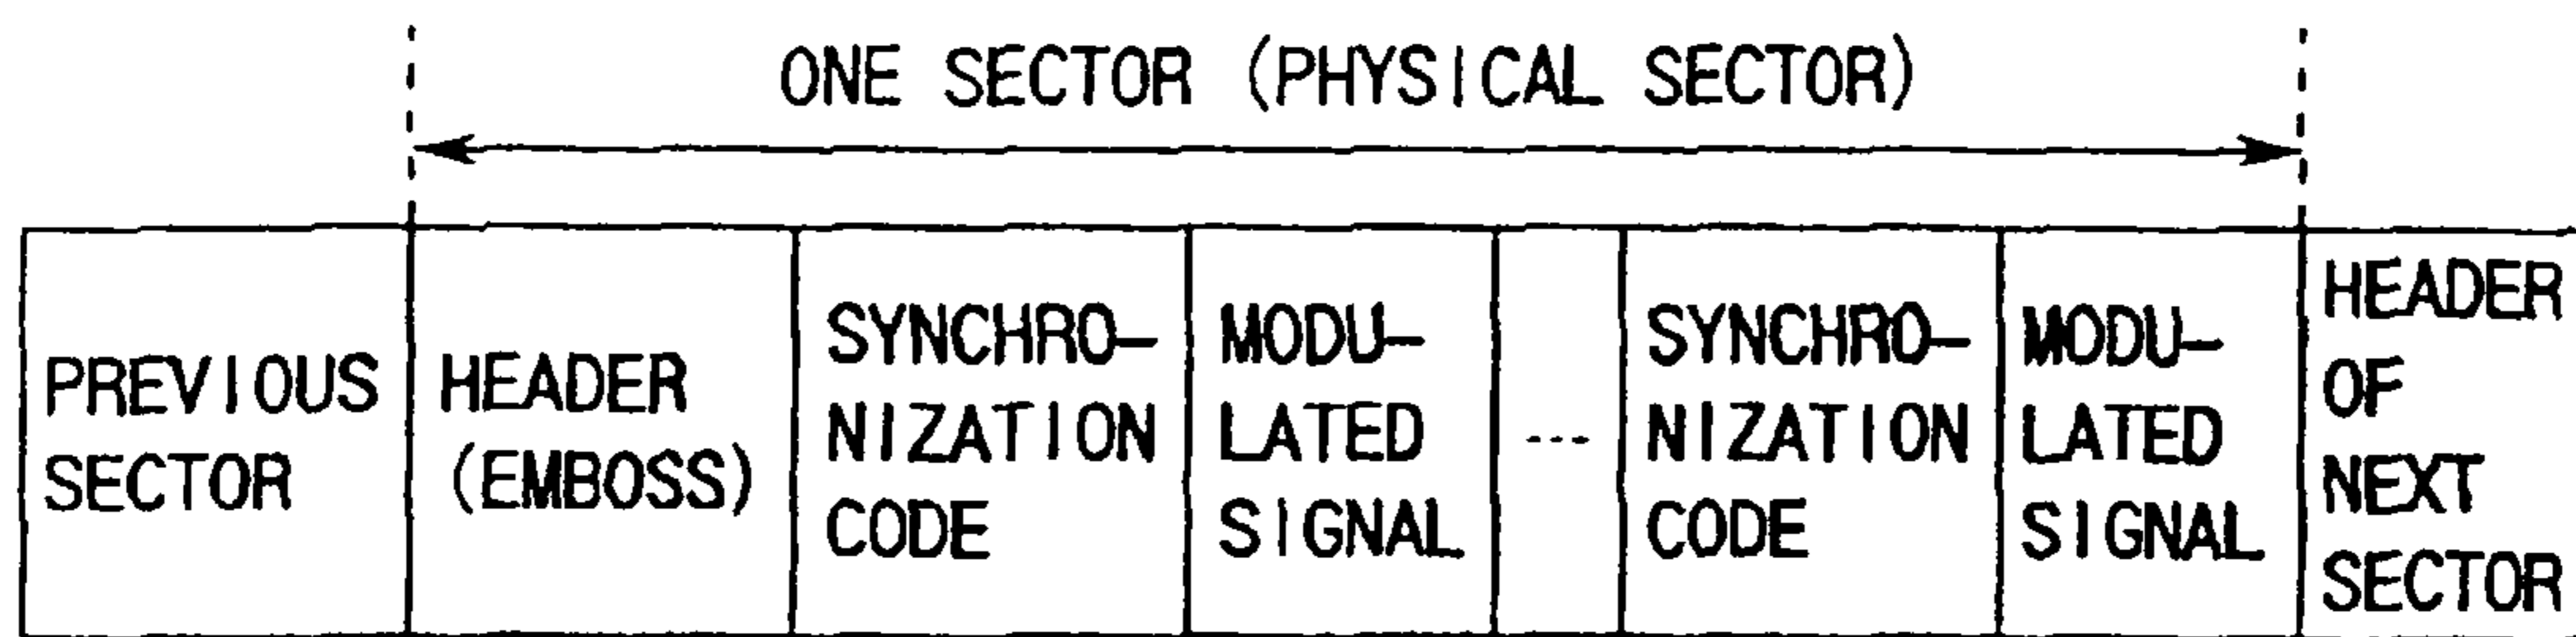 ONE SECTOR (PHYSICAL SECTOR)
PREVIOUS
SECTOR
HEADER
(EMBOSS)
SYNCHRO-
NIZATION
CODE
MODU-
LATED
SIGNAL
---
SYNCHRO-
NIZATION
CODE
MODU-
LATED
SIGNAL
HEADER
OF
NEXT
SECTOR